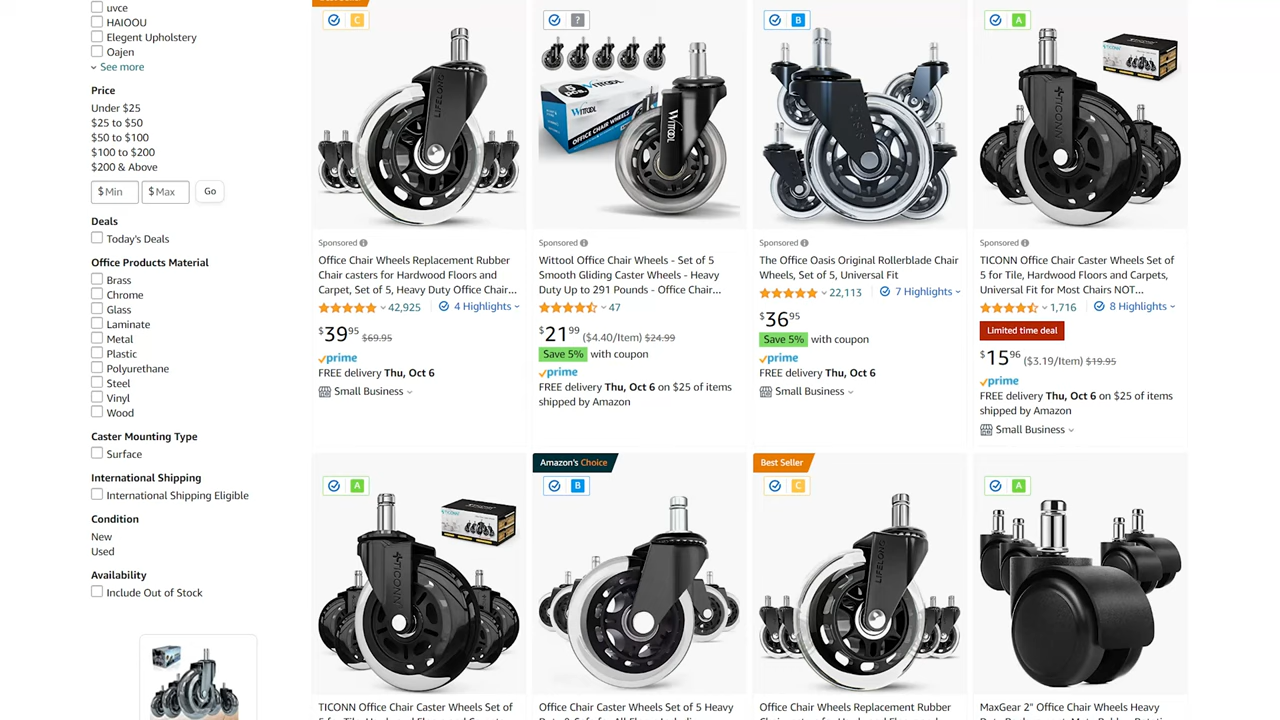 uvce
HAIOOU
Elegent Upholstery
Oajen
See more
Price
Under $25
$25 to $50
$50 to $100
$100 to $200
$200 & Above
$ Min $ Max Go
Deals
Today's Deals
Office Products Material
Brass
Chrome
Glass
Laminate
Metal
Plastic
Polyurethane
Steel
Vinyl
Wood
Caster Mounting Type
Surface
International Shipping
International Shipping Eligible
Condition
New
Used
Availability
Include Out of Stock
C
LIFELONG
Sponsored
Office Chair Wheels Replacement Rubber
Chair casters for Hardwood Floors and
Carpet, Set of 5, Heavy Duty Office Chair...
42,925 4 Highlights
$39 95 $69.95
prime
FREE delivery Thu, Oct 6
Small Business
?
5 PCS
WITTOOL
OFFICE CHAIR WHEELS
WITTOOL
Sponsored
Wittool Office Chair Wheels - Set of 5
Smooth Gliding Caster Wheels - Heavy
Duty Up to 291 Pounds - Office Chair...
47
$21 99 ($4.40/Item) $24.99
Save 5% with coupon
prime
FREE delivery Thu, Oct 6 on $25 of items
shipped by Amazon
B
Sponsored
The Office Oasis Original Rollerblade Chair
Wheels, Set of 5, Universal Fit
22,113 7 Highlights
$36 95
Save 5% with coupon
prime
FREE delivery Thu, Oct 6
Small Business
A
TICONN
Sponsored
TICONN Office Chair Caster Wheels Set of
5 for Tile, Hardwood Floors and Carpets,
Universal Fit for Most Chairs NOT...
1,716 8 Highlights
Limited time deal
$15 96 ($3.19/Item) $19.95
prime
FREE delivery Thu, Oct 6 on $25 of items
shipped by Amazon
Small Business
A
TICONN
TICONN Office Chair Caster Wheels Set of
Amazon's Choice
B
Office Chair Caster Wheels Set of 5 Heavy
Best Seller
C
LIFELONG
Office Chair Wheels Replacement Rubber
A
MaxGear 2" Office Chair Wheels Heavy